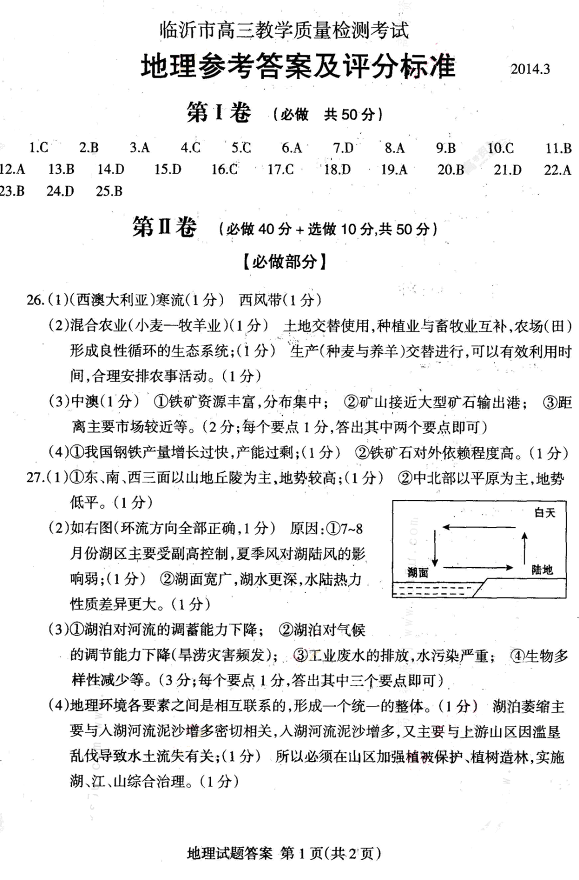 临沂市高三教学质量检测考试
地理参考答案及评分标准 2014.3
第Ⅰ卷 (必做 共50分)
1.C 2.B 3.A 4.C 5.C 6.A 7.D 8.A 9.B 10.C 11.B
12.A 13.B 14.D 15.D 16.C 17.C 18.D 19.A 20.B 21.D 22.A
23.B 24.D 25.B
第Ⅱ卷 (必做40分+选做10分,共50分)
【必做部分】
26.(1)(西澳大利亚)寒流(1分) 西风带(1分)
(2)混合农业(小麦—牧羊业)(1分) 土地交替使用,种植业与畜牧业互补,农场(田)
形成良性循环的生态系统;(1分) 生产(种麦与养羊)交替进行,可以有效利用时
间,合理安排农事活动。(1分)
(3)中澳(1分) ①铁矿资源丰富,分布集中; ②矿山接近大型矿石输出港; ③距
离主要市场较近等。(2分;每个要点1分,答出其中两个要点即可)
(4)①我国钢铁产量增长过快,产能过剩;(1分) ②铁矿石对外依赖程度高。(1分)
27.(1)①东、南、西三面以山地丘陵为主,地势较高;(1分) ②中北部以平原为主,地势
低平。(1分)
(2)如右图(环流方向全部正确,1分) 原因:①7~8
月份湖区主要受副高控制,夏季风对湖陆风的影
响弱;(1分) ②湖面宽广,湖水更深,水陆热力
性质差异更大。(1分)
白天
湖面 陆地
(3)①湖泊对河流的调蓄能力下降; ②湖泊对气候
的调节能力下降(旱涝灾害频发); ③工业废水的排放,水污染严重; ④生物多
样性减少等。(3分;每个要点1分,答出其中三个要点即可)
(4)地理环境各要素之间是相互联系的,形成一个统一的整体。(1分) 湖泊萎缩主
要与入湖河流泥沙增多密切相关,入湖河流泥沙增多,又主要与上游山区因滥垦
乱伐导致水土流失有关;(1分) 所以必须在山区加强植被保护、植树造林,实施
湖、江、山综合治理。(1分)
地理试题答案 第1页(共2页)